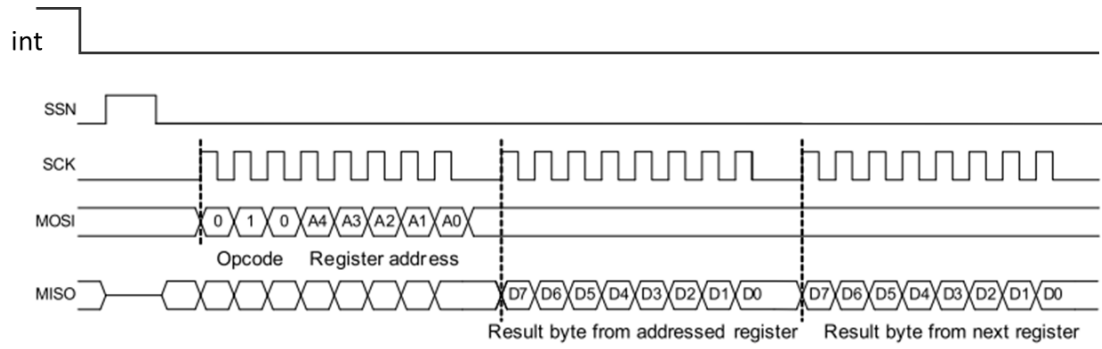 int
SSN
SCK
MOSI 0 1 0 A4 A3 A2 A1 A0
Opcode Register address
MISO D7 D6 D5 D4 D3 D2 D1 D0 D7 D6 D5 D4 D3 D2 D1 D0
Result byte from addressed register Result byte from next register